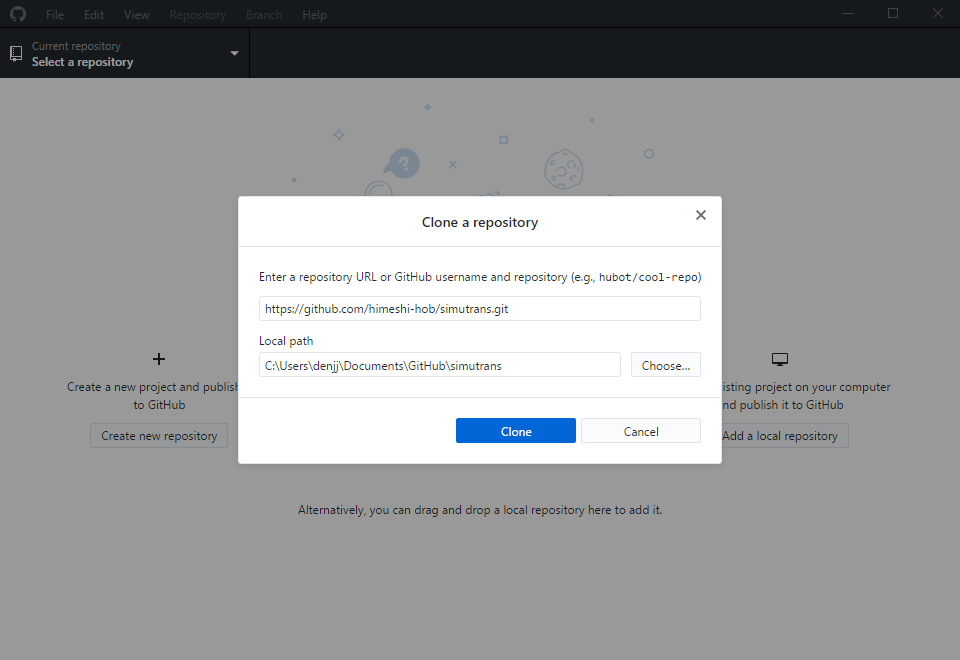 File Edit View Repository Branch Help
Current repository
Select a repository
?
Clone a repository
Enter a repository URL or GitHub username and repository (e.g., hubot/cool-repo)
https://github.com/himeshi-hob/simutrans.git
Local path
C:\Users\denjj\Documents\GitHub\simutrans
Choose...
Clone
Cancel
Create a new project and publish
to GitHub
Create new repository
isting project on your computer
nd publish it to GitHub
Add a local repository
Alternatively, you can drag and drop a local repository here to add it.